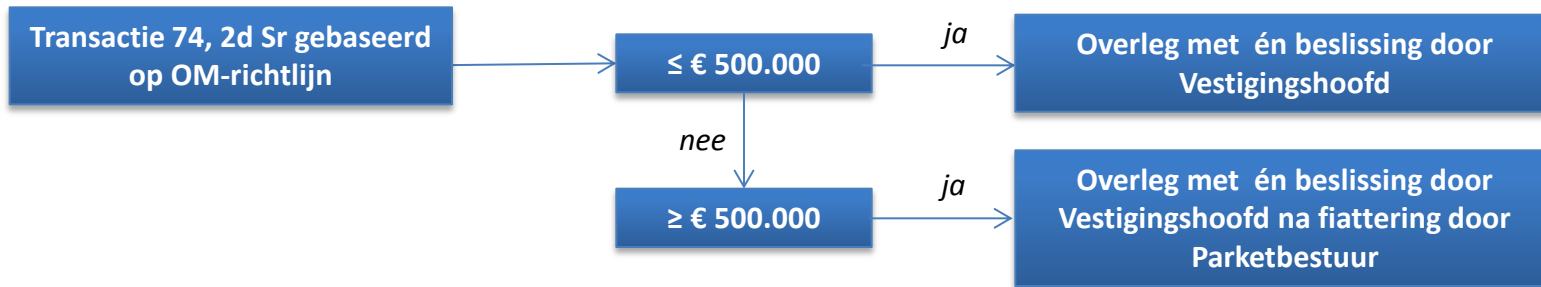 Transactie 74, 2d Sr gebaseerd
op OM-richtlijn
≤ € 500.000
ja
Overleg met én beslissing door
Vestigingshoofd
nee
≥ € 500.000
ja
Overleg met én beslissing door
Vestigingshoofd na fiattering door
Parketbestuur